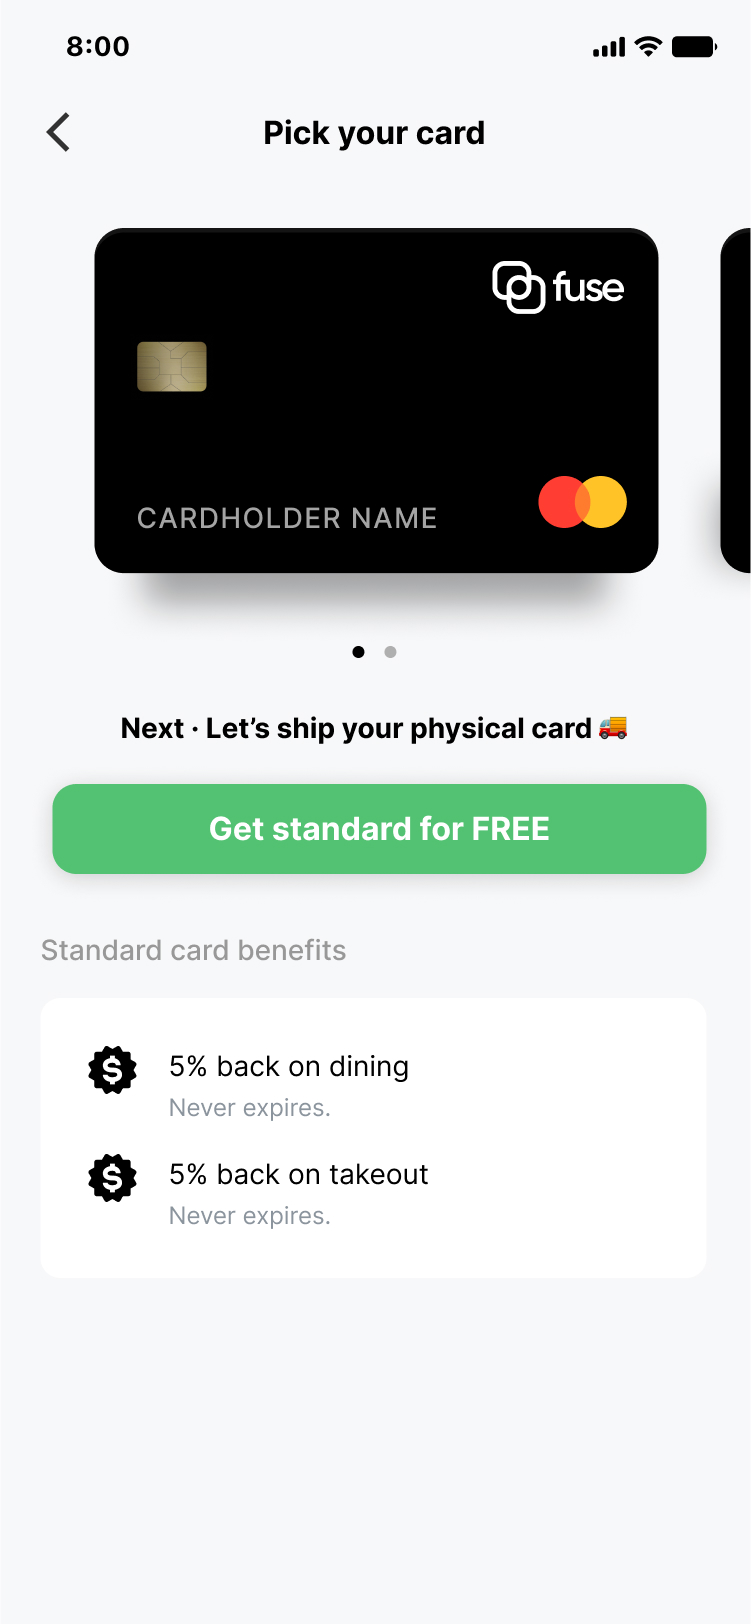 8:00
Pick your card
fuse
CARDHOLDER NAME
Next · Let’s ship your physical card 🚚
Get standard for FREE
Standard card benefits
5% back on dining
Never expires.
5% back on takeout
Never expires.